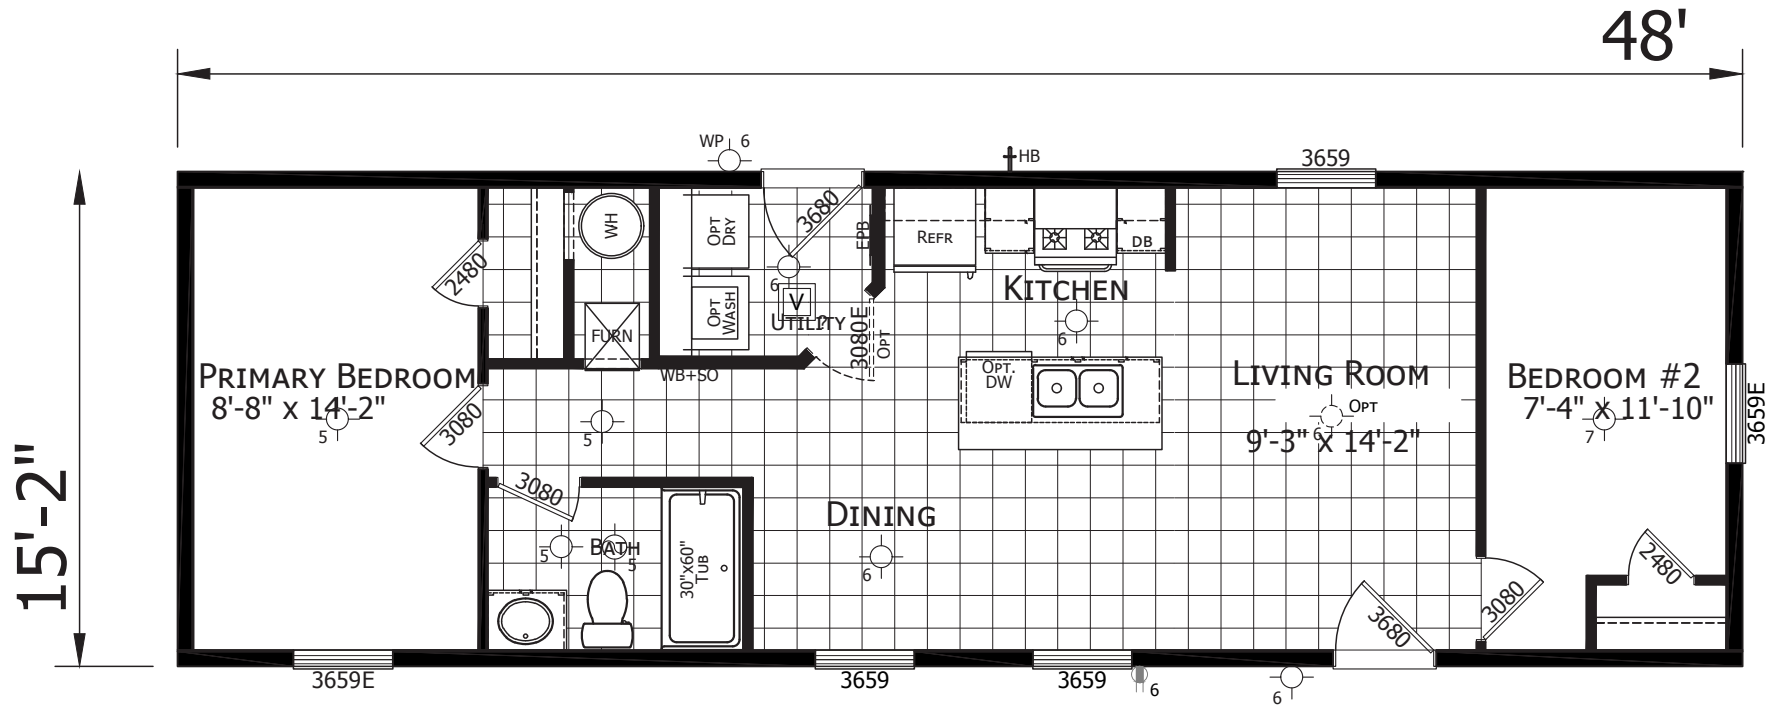 48'
15'-2"
WP 6
HB
3659
3680
WH
OPT DRY
EPB
REFR
DB
2480
6
OPT WASH
V
UTILITY
?
KITCHEN
3080E
OPT
6
FURN
WB+SO
PRIMARY BEDROOM
8'-8" x 14'-2"
5
3080
5
OPT. DW
LIVING ROOM
OPT
6
9'-3" x 14'-2"
BEDROOM #2
7'-4" x 11'-10"
7
3659E
3080
DINING
6
BATH
5
5
30"x60" TUB
2480
3080
3680
3659E
3659
3659
6
6